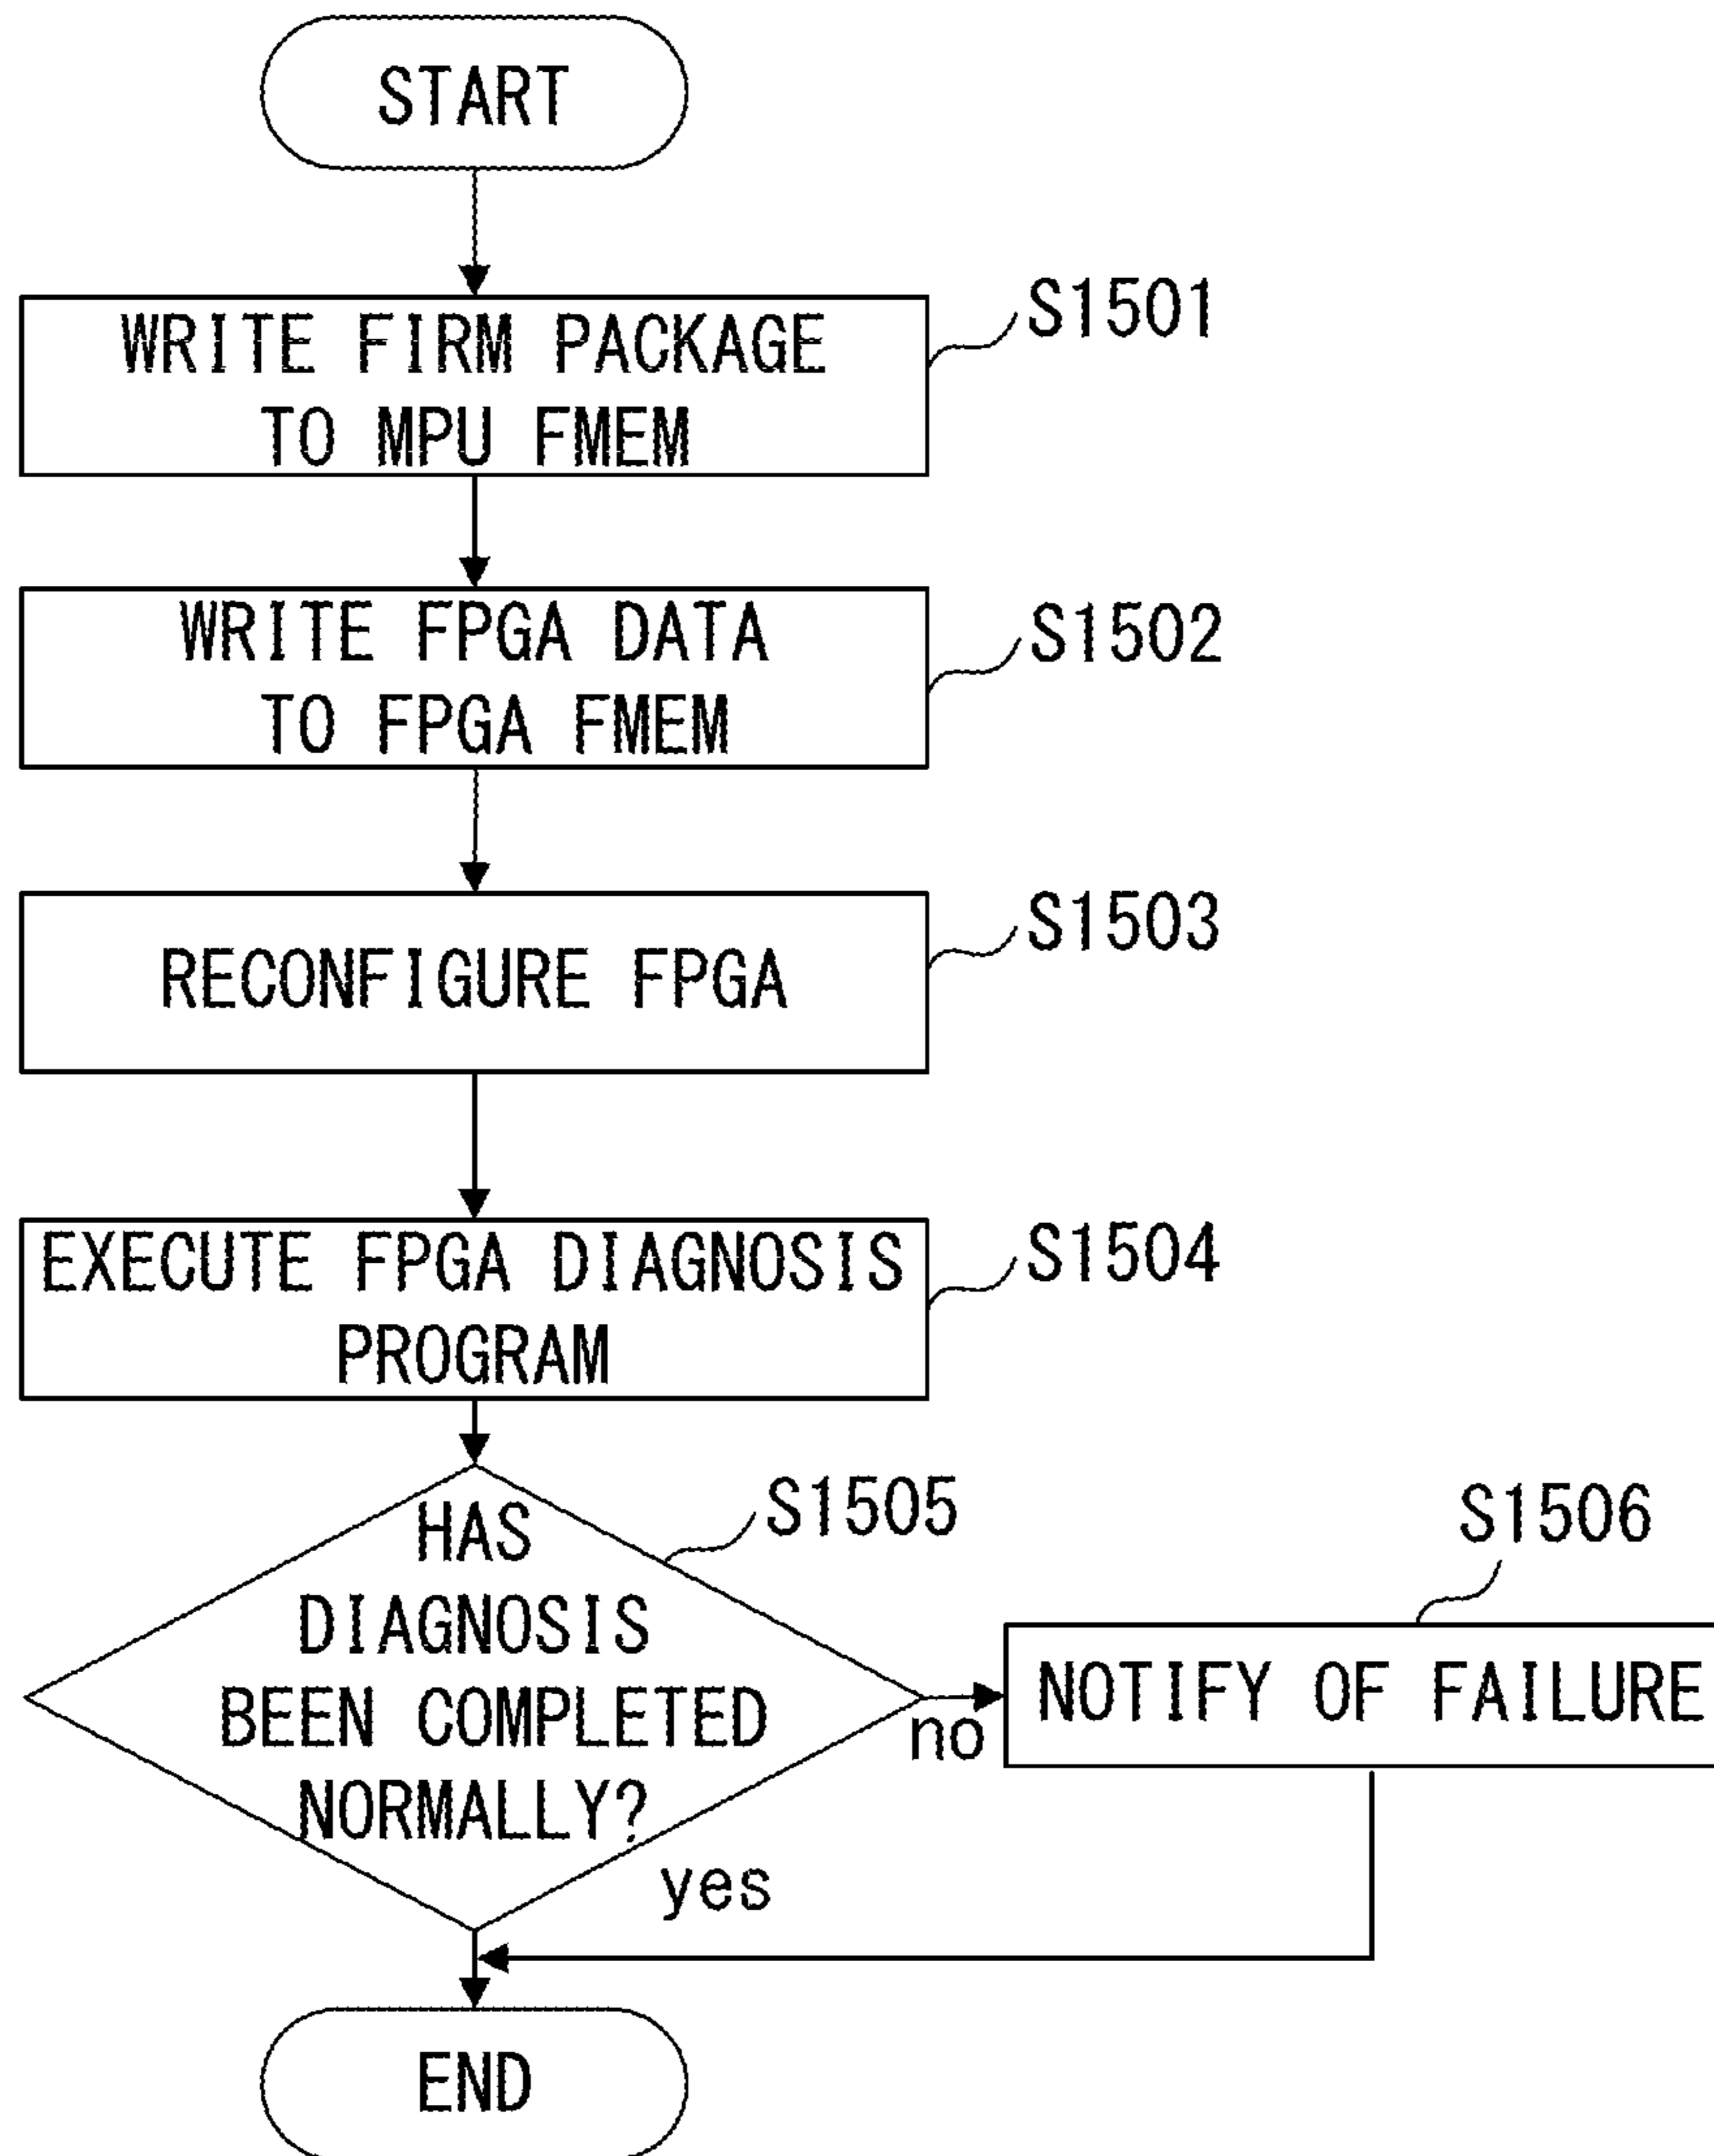 START
WRITE FIRM PACKAGE
TO MPU FMEM
S1501
WRITE FPGA DATA
TO FPGA FMEM
S1502
RECONFIGURE FPGA
S1503
EXECUTE FPGA DIAGNOSIS
PROGRAM
S1504
HAS
DIAGNOSIS
BEEN COMPLETED
NORMALLY?
S1505
no
yes
S1506
NOTIFY OF FAILURE
END